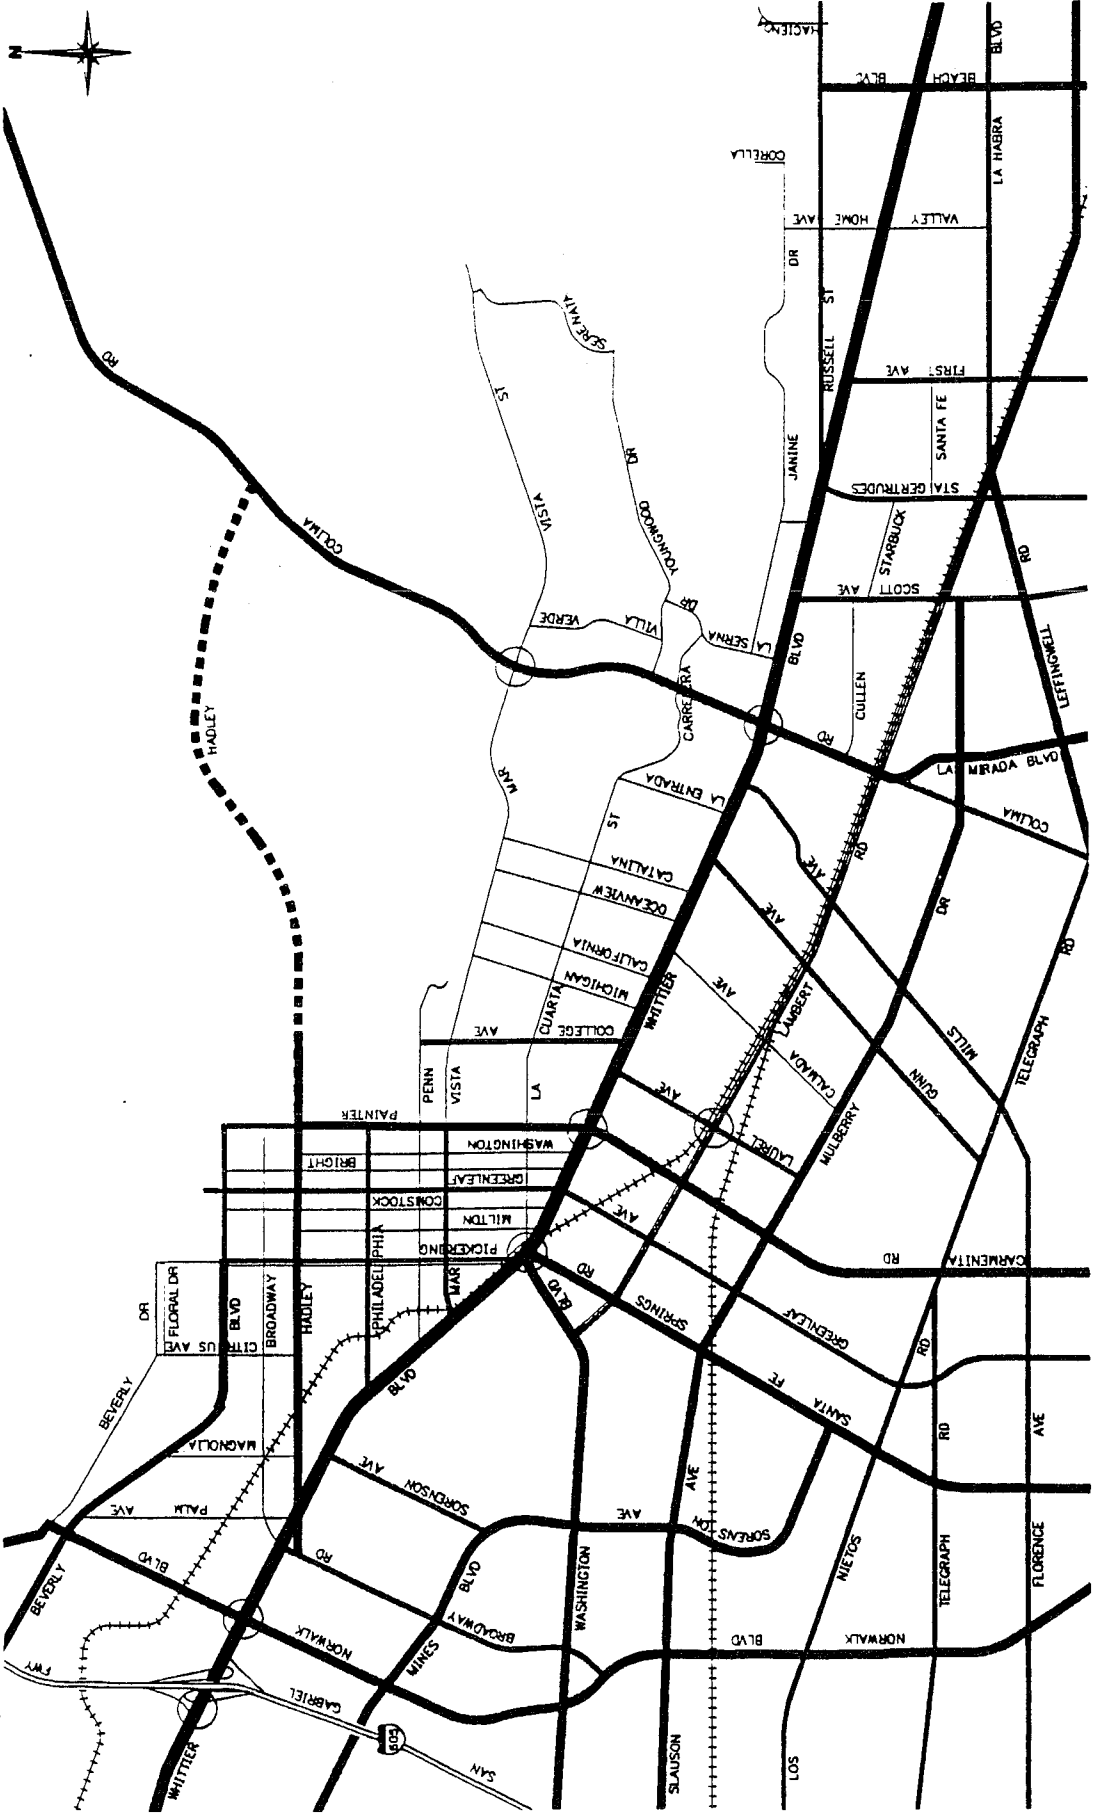 N
HACIEND
BLVD
BEACH BLVD
LA HABRA
CORELLA
VALLEY HOME AVE
DR
ST
RUSSELL
FIRST AVE
SANTA FE
SERENATA
RD
ST
DR
JANINE
STA GERTRUDES
VISTA
YOUNGWOOD
STARBUCK
COLIMA
RD
SCOTT AVE
DR
VERDE
VILLA
LA SERNA
BLVD
LEFFINGWELL
CARRERA
CULLEN
HADLEY
RD
LA MIRADA BLVD
MAR
LA ENTRADA
COLIMA
ST
AVE
RD
CATALINA
OCEANVIEW
AVE
DR
CALIFORNIA
RD
MICHIGAN
AVE
WHITTIER
CUARTA
LAMBERT
COLLEGE AVE
MILLS
TELEGRAPH
PENN
VISTA
LA
AVE
CALMADA
GUNN
PAINTER
WASHINGTON
LAUREL
MULBERRY
BRIGHT
GREENLEAF
COMSTOCK
AVE
MILTON
PICKERING
RD
CARMENITA
RD
DR
FLORAL DR
BLVD
BROADWAY
HADLEY
PHILADELPHIA
MAR
BLVD
SPRINGS
GREENLEAF
CITRUS AVE
RD
BEVERLY
BLVD
FE
SANTA
MAGNOLIA
AVE
SORENSON
AVE
RD
AVE
PALM AVE
AVE
SORENSON
BLVD
RD
BLVD
NIETOS
BEVERLY
WASHINGTON
TELEGRAPH
FLORENCE
BROADWAY
NORWALK
MINES
BLVD
NORWALK
FWY
GABRIEL
605
SAN
WHITTIER
SLAUSON
LOS